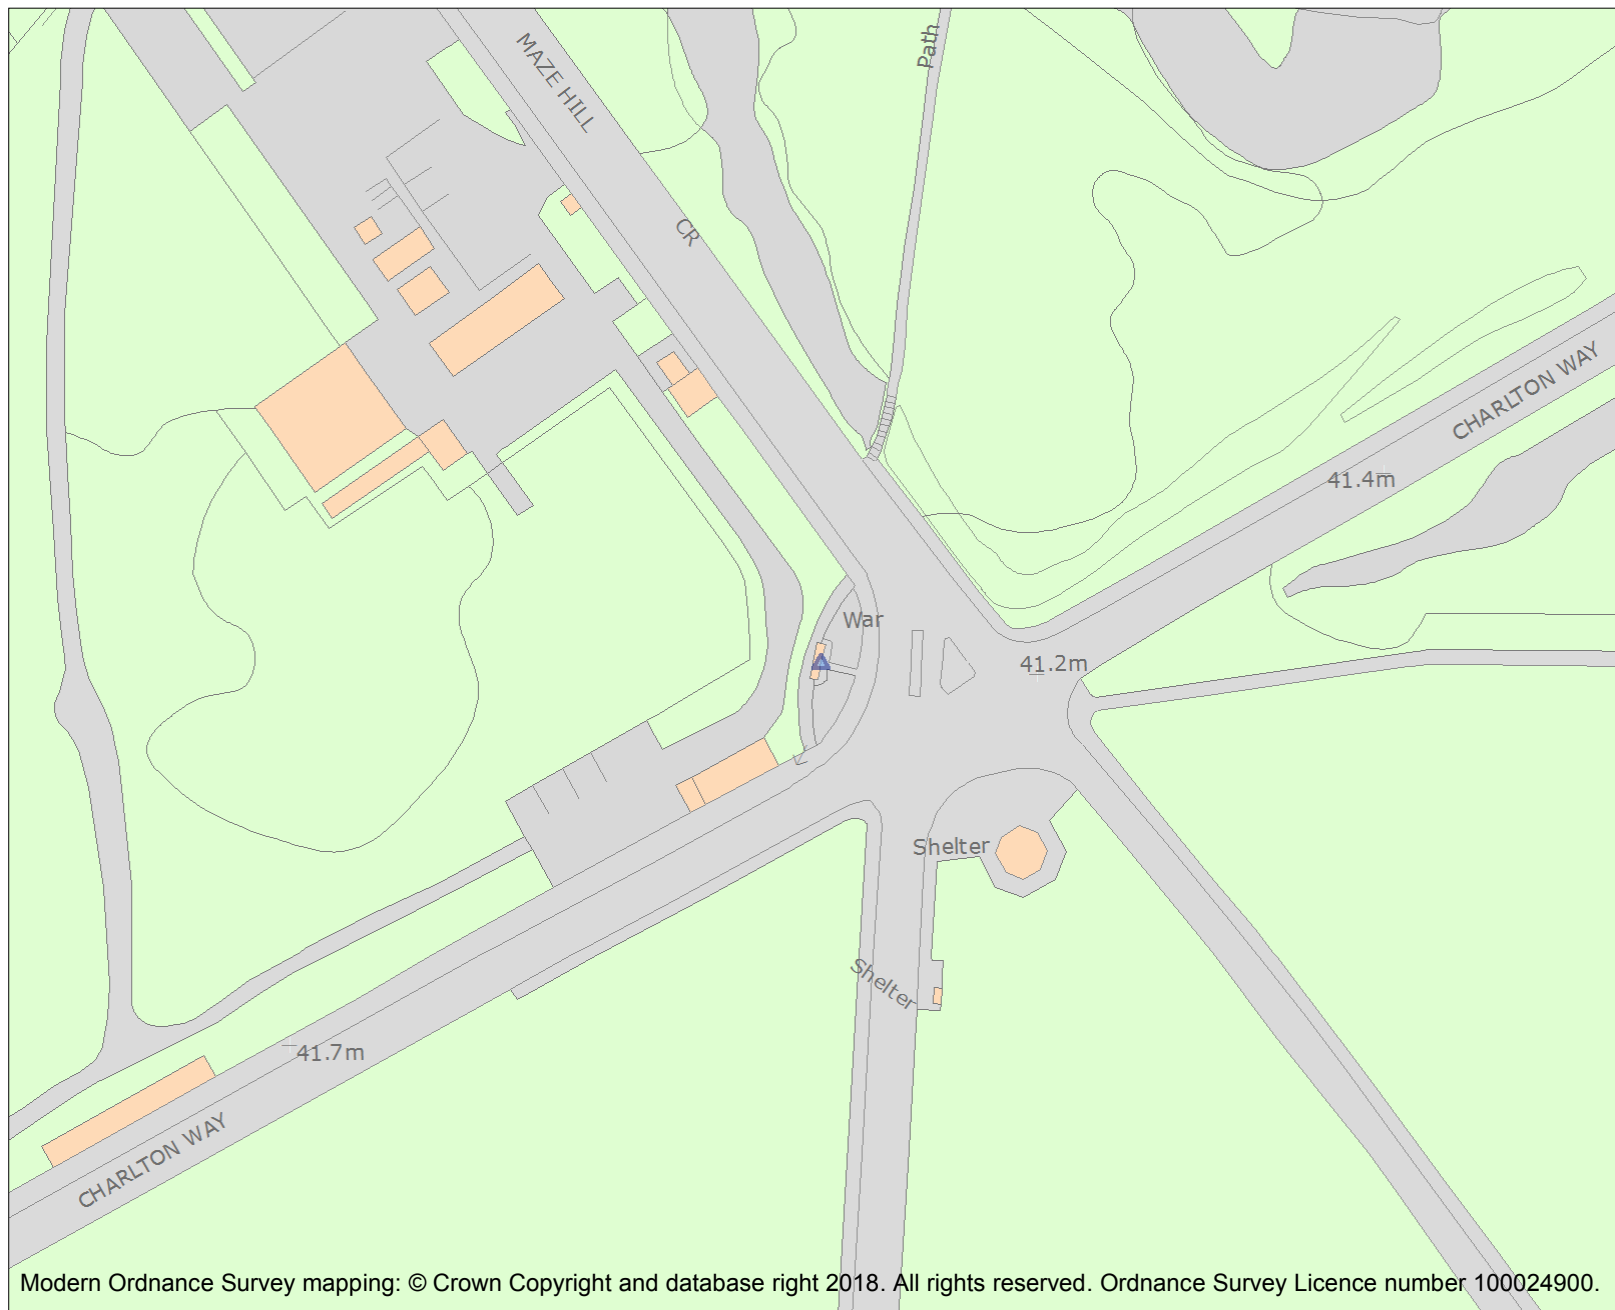 Path
MAZE HILL
CR
CHARLTON WAY
41.4m
War
41.2m
Shelter
Shelter
41.7m
CHARLTON WAY
Modern Ordnance Survey mapping: © Crown Copyright and database right 2018. All rights reserved. Ordnance Survey Licence number 100024900.